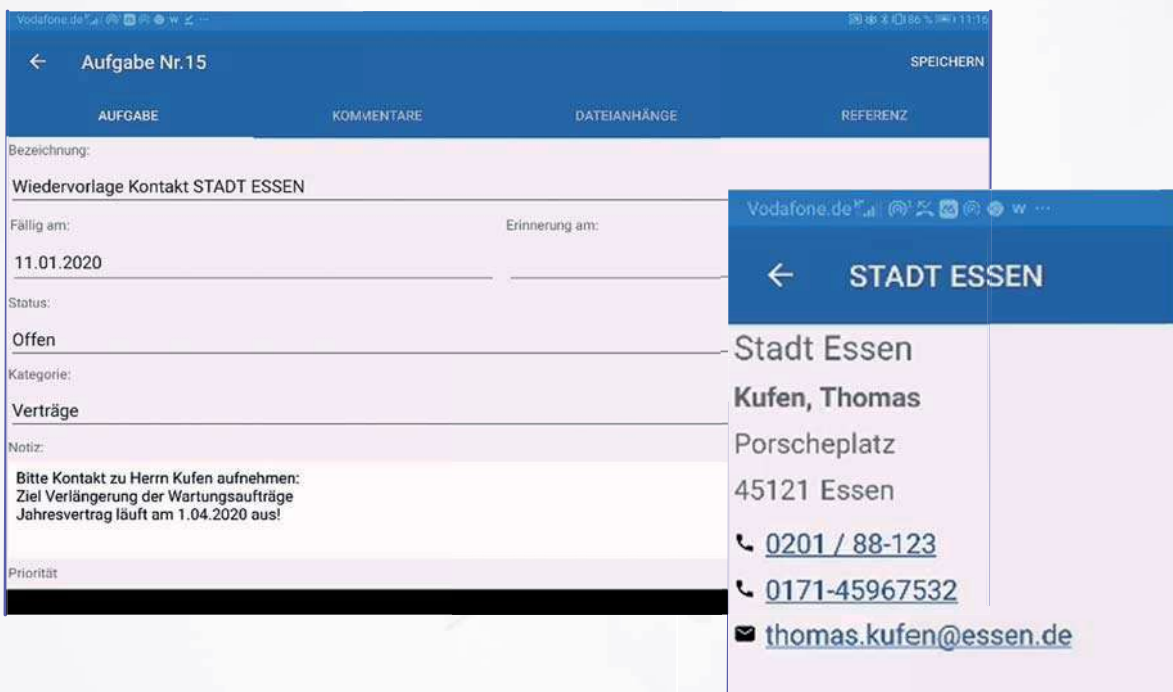 Vodafone.de
86 % 11:16
Aufgabe Nr.15
SPEICHERN
AUFGABE
KOMMENTARE
DATEIANHÄNGE
REFERENZ
Bezeichnung:
Wiedervorlage Kontakt STADT ESSEN
Fällig am:
Erinnerung am:
11.01.2020
Status:
Offen
Kategorie:
Verträge
Notiz:
Bitte Kontakt zu Herrn Kufen aufnehmen:
Ziel Verlängerung der Wartungsaufträge
Jahresvertrag läuft am 1.04.2020 aus!
Priorität
Vodafone.de
STADT ESSEN
Stadt Essen
Kufen, Thomas
Porscheplatz
45121 Essen
0201 / 88-123
0171-45967532
thomas.kufen@essen.de